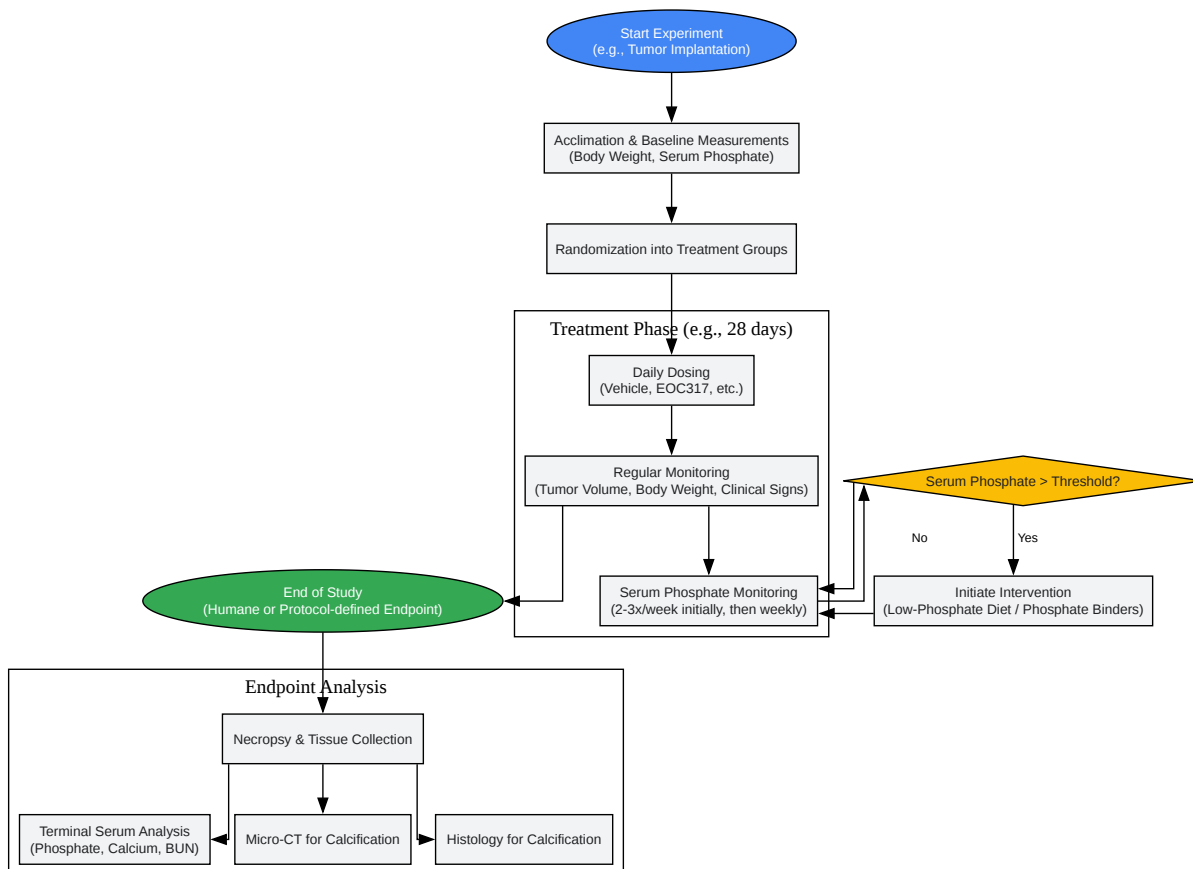 Start Experiment
(e.g., Tumor Implantation)
Acclimation & Baseline Measurements
(Body Weight, Serum Phosphate)
Randomization into Treatment Groups
Treatment Phase (e.g., 28 days)
Daily Dosing
(Vehicle, EOC317, etc.)
Regular Monitoring
(Tumor Volume, Body Weight, Clinical Signs)
Serum Phosphate > Threshold?
No
Yes
Serum Phosphate Monitoring
(2-3x/week initially, then weekly)
Initiate Intervention
(Low-Phosphate Diet / Phosphate Binders)
End of Study
(Humane or Protocol-defined Endpoint)
Endpoint Analysis
Necropsy & Tissue Collection
Terminal Serum Analysis
(Phosphate, Calcium, BUN)
Micro-CT for Calcification
Histology for Calcification